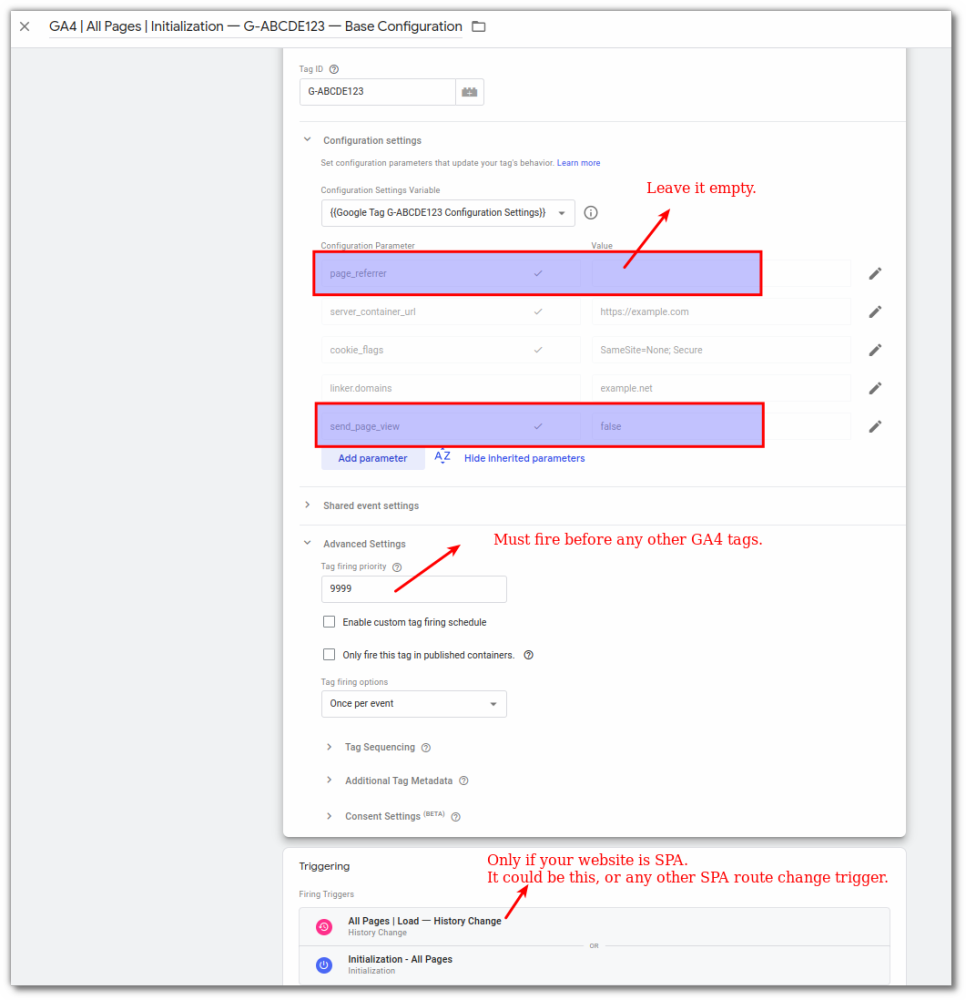 GA4 | All Pages | Initialization — G-ABCDE123 — Base Configuration
Tag ID
G-ABCDE123
Configuration settings
Set configuration parameters that update your tag's behavior. Learn more
Leave it empty.
Configuration Settings Variable
{{Google Tag G-ABCDE123 Configuration Settings}}
Configuration Parameter Value
page_referrer
server_container_url https://example.com
cookie_flags SameSite=None; Secure
linker.domains example.net
send_page_view false
Add parameter AZ Hide inherited parameters
Shared event settings
Must fire before any other GA4 tags.
Advanced Settings
Tag firing priority
9999
Enable custom tag firing schedule
Only fire this tag in published containers.
Tag firing options
Once per event
Tag Sequencing
Additional Tag Metadata
Consent Settings (BETA)
Only if your website is SPA.
It could be this, or any other SPA route change trigger.
Triggering
Firing Triggers
All Pages | Load — History Change
History Change
OR
Initialization - All Pages
Initialization